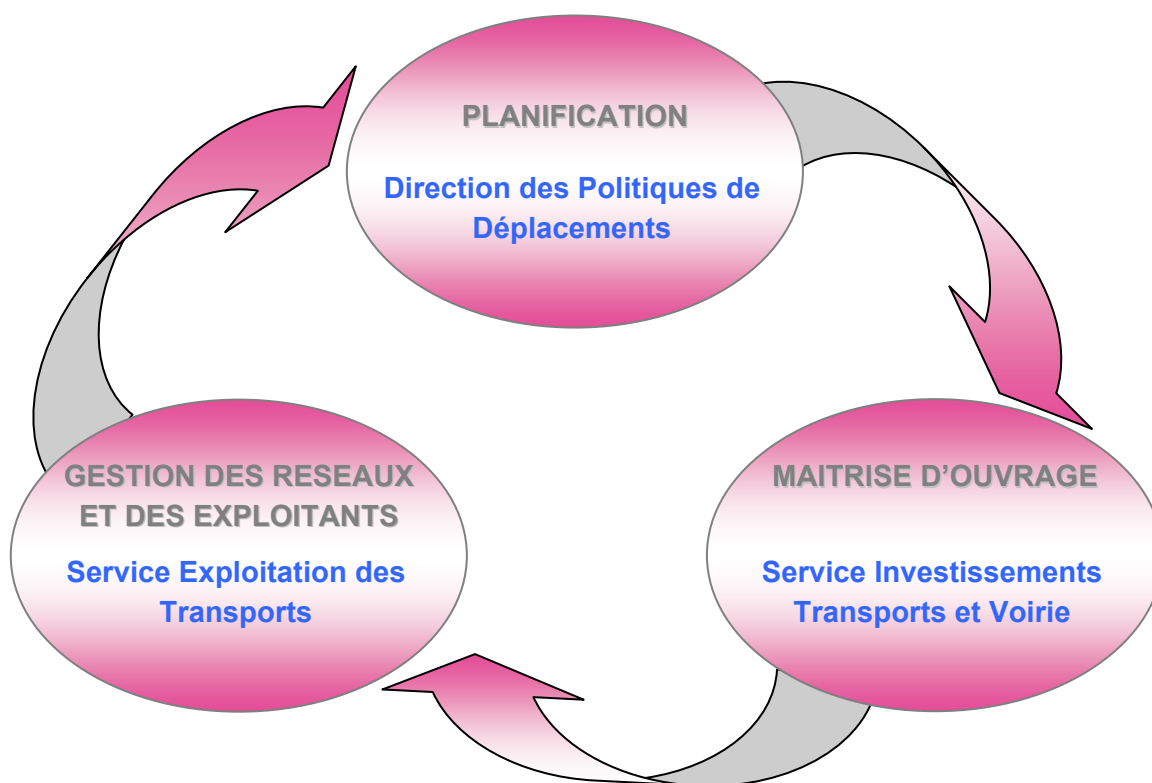 PLANIFICATION
Direction des Politiques de
Déplacements
GESTION DES RESEAUX
ET DES EXPLOITANTS
Service Exploitation des
Transports
MAITRISE D’OUVRAGE
Service Investissements
Transports et Voirie